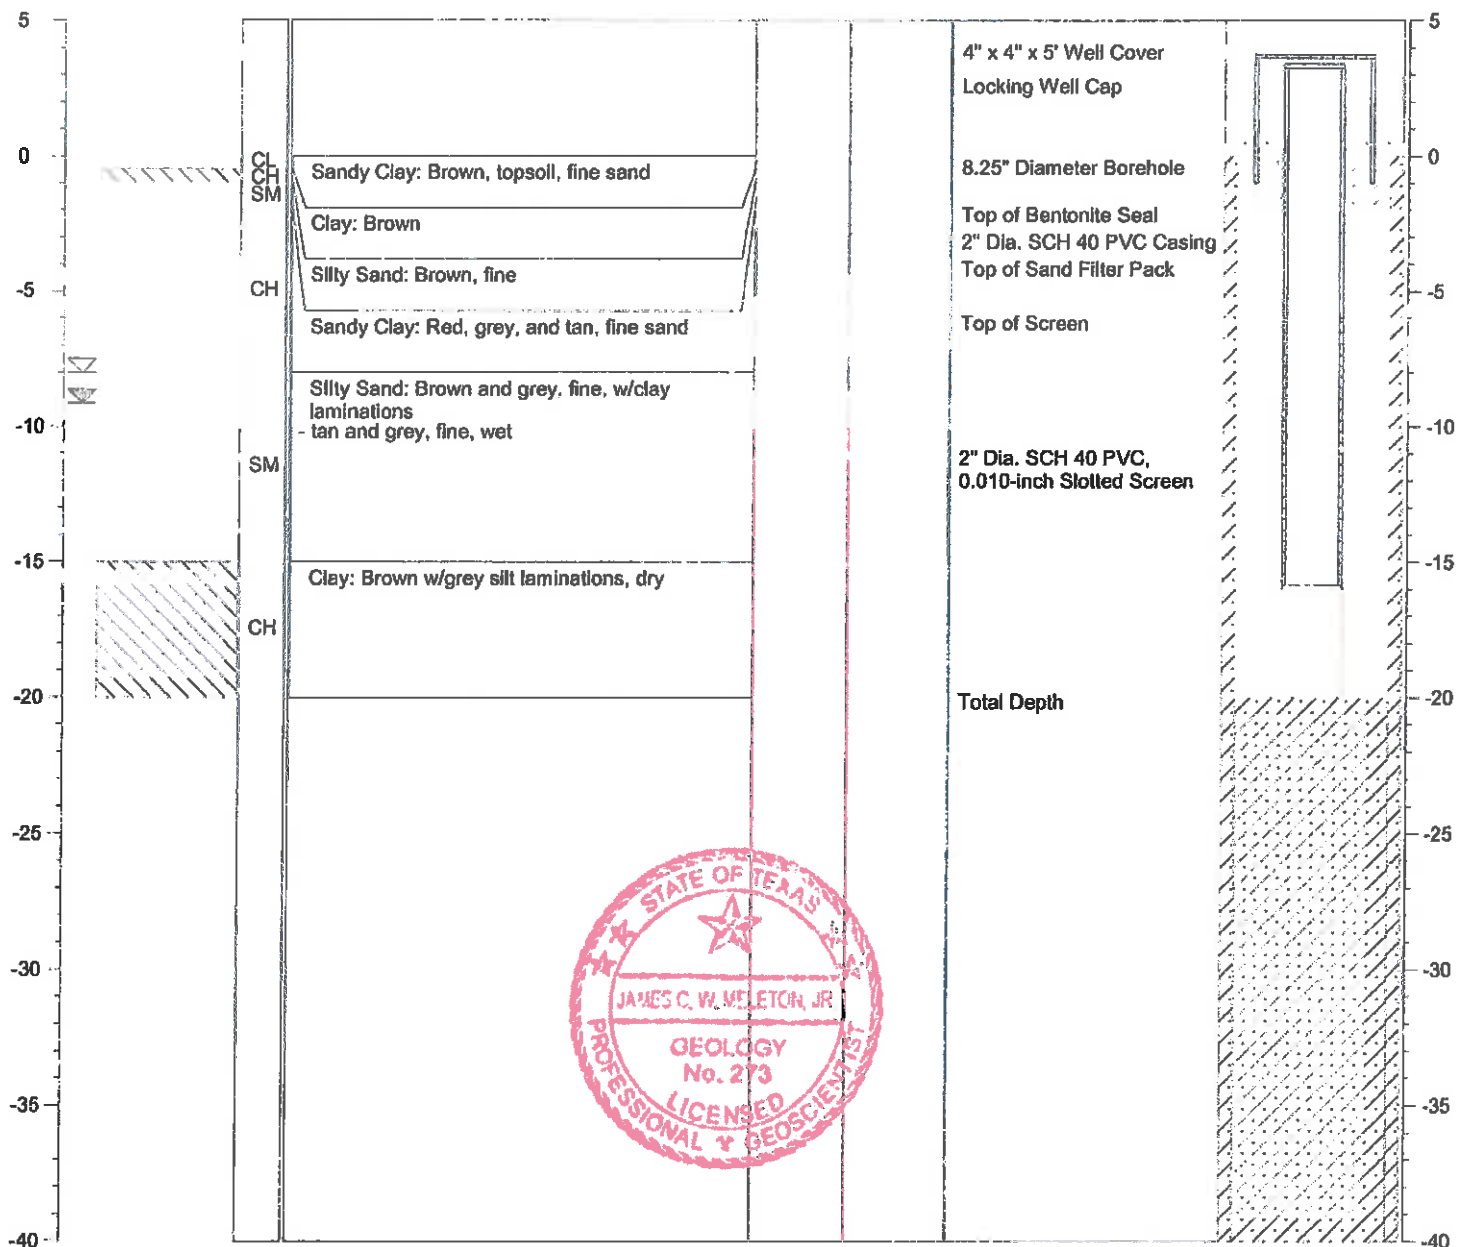 5
0
-5
-10
-15
-20
-25
-30
-35
-40
CL
CH
SM
CH
SM
CH
Sandy Clay: Brown, topsoil, fine sand
Clay: Brown
Silty Sand: Brown, fine
Sandy Clay: Red, grey, and tan, fine sand
Silty Sand: Brown and grey, fine, w/clay
laminations
- tan and grey, fine, wet
Clay: Brown w/grey silt laminations, dry
4" x 4" x 5' Well Cover
Locking Well Cap
8.25" Diameter Borehole
Top of Bentonite Seal
2" Dia. SCH 40 PVC Casing
Top of Sand Filter Pack
Top of Screen
2" Dia. SCH 40 PVC,
0.010-inch Slotted Screen
Total Depth
5
0
-5
-10
-15
-20
-25
-30
-35
-40
STATE OF TEXAS
JAMES C. W. MELETON, JR
GEOLOGY
No. 273
LICENSED
PROFESSIONAL GEOSCIENTIST